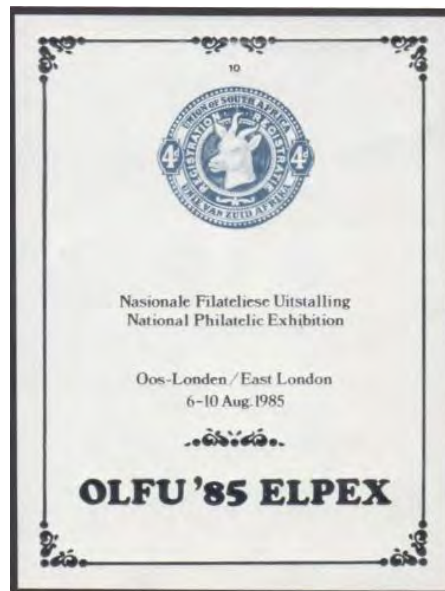 10
UNION OF SOUTH AFRICA
REGISTRATION · REGISTRATIE
4d 4d
UNIE VAN ZUID AFRIKA
Nasionale Filateliese Uitstalling
National Philatelic Exhibition
Oos-Londen/East London
6-10 Aug. 1985
OLFU '85 ELPEX